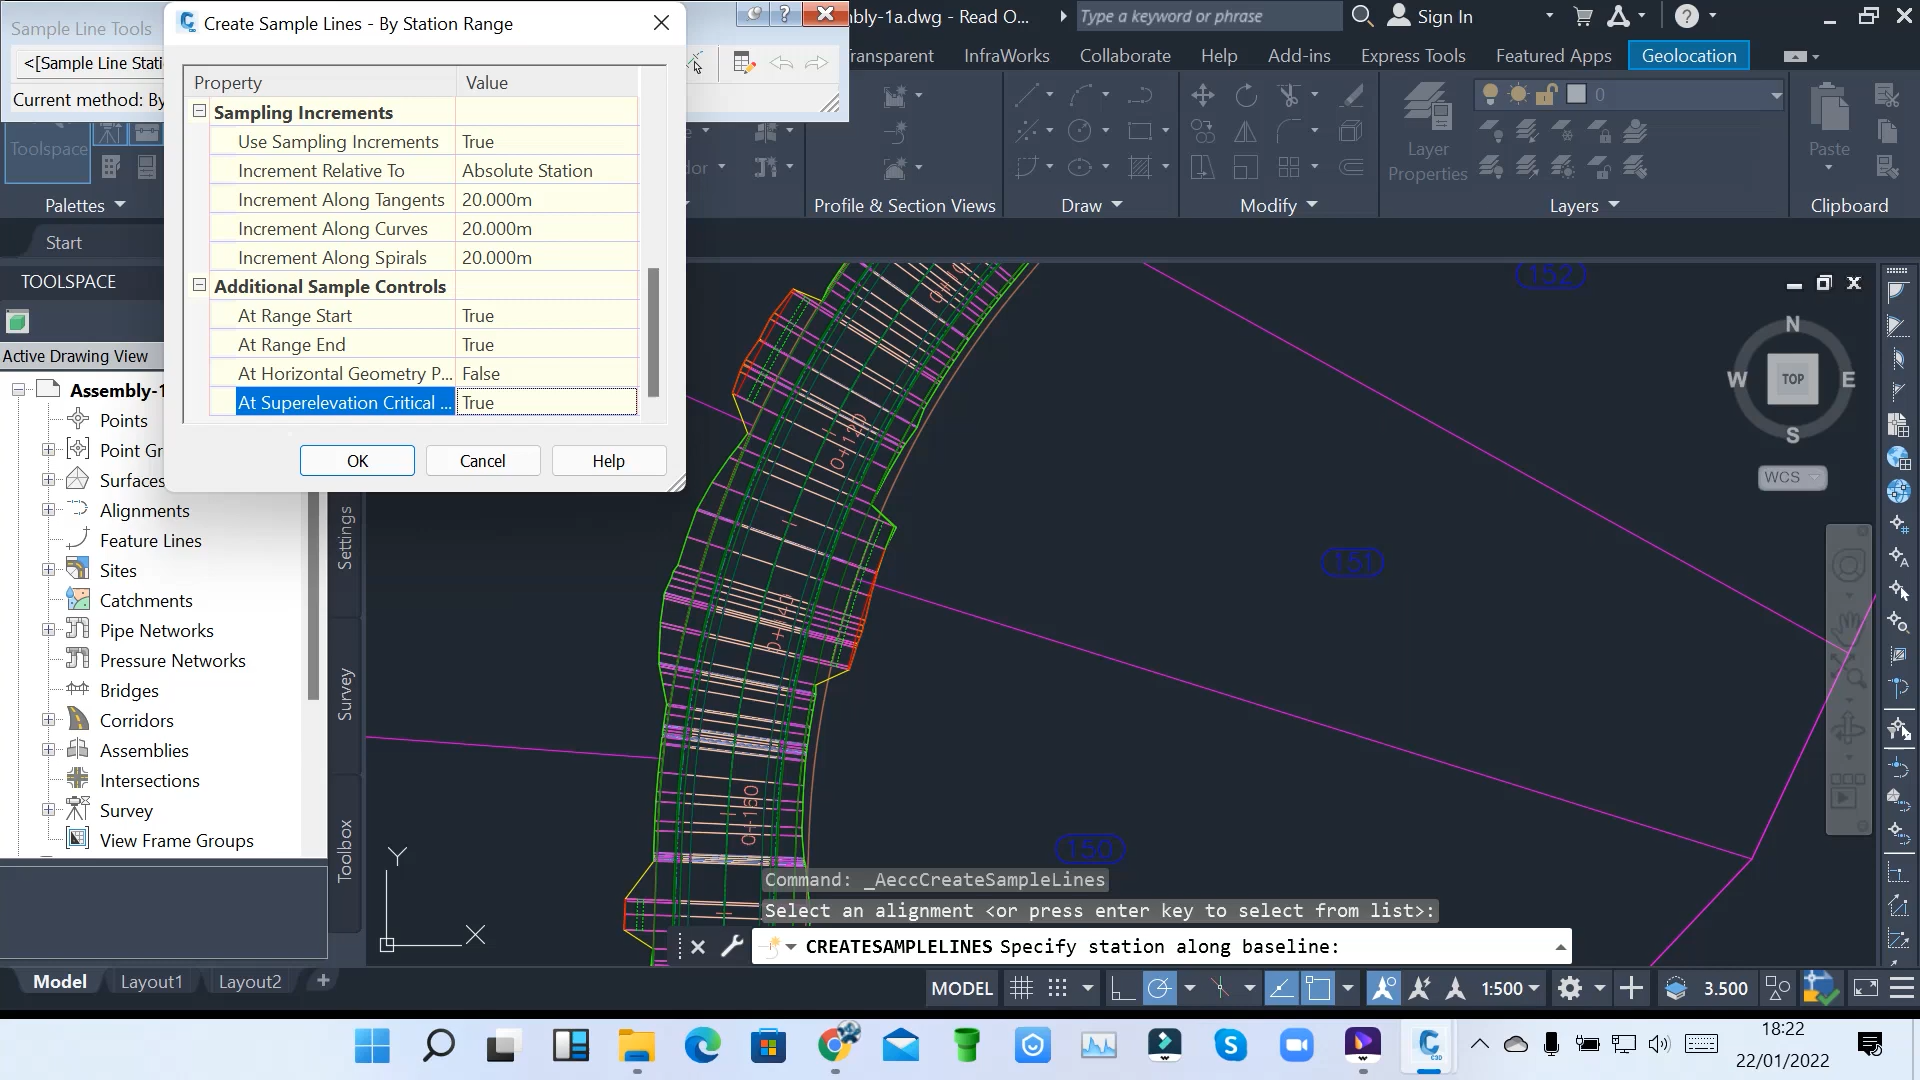 Sample Line Tools
Create Sample Lines - By Station Range
bly-1a.dwg - Read O...
Type a keyword or phrase
Sign In
<[Sample Line Stati
Current method: By
ransparent
InfraWorks
Collaborate
Help
Add-ins
Express Tools
Featured Apps
Geolocation
Property
Value
Sampling Increments
Use Sampling Increments True
Increment Relative To Absolute Station
Increment Along Tangents 20.000m
Increment Along Curves 20.000m
Increment Along Spirals 20.000m
Additional Sample Controls
At Range Start True
At Range End True
At Horizontal Geometry P... False
At Superelevation Critical ... True
OK
Cancel
Help
Toolspace
Palettes
Profile & Section Views
Draw
Modify
0
Layer
Properties
Layers
Paste
Clipboard
Start
TOOLSPACE
Active Drawing View
Assembly-1
Points
Point Gr
Surfaces
Alignments
Feature Lines
Sites
Catchments
Pipe Networks
Pressure Networks
Bridges
Corridors
Assemblies
Intersections
Survey
View Frame Groups
Settings
Survey
Toolbox
152
151
150
0+120
0+140
0+160
N
W
TOP
E
S
WCS
Y
X
Command: _AeccCreateSampleLines
Select an alignment <or press enter key to select from list>:
CREATESAMPLELINES Specify station along baseline:
Model
Layout1
Layout2
MODEL
1:500
3.500
18:22
22/01/2022